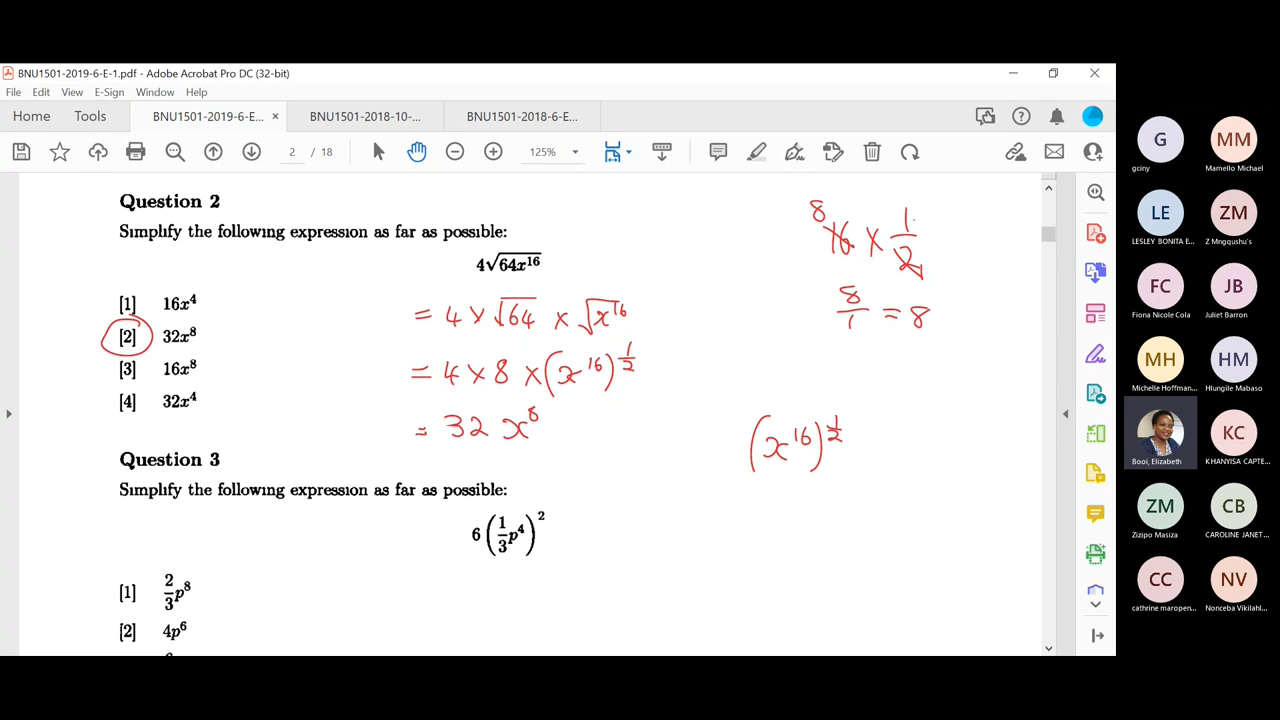 BNU1501-2019-6-E-1.pdf - Adobe Acrobat Pro DC (32-bit)
File Edit View E-Sign Window Help
Home Tools BNU1501-2019-6-E... × BNU1501-2018-10-... BNU1501-2018-6-E...
2 / 18 125%
Question 2
Simplify the following expression as far as possible:
4√64x¹⁶
[1] 16x⁴
[2] 32x⁸
[3] 16x⁸
[4] 32x⁴
= 4 × √64 × √x¹⁶
= 4 × 8 × (x¹⁶)^½
= 32 x⁸
8
16 × 1/2
8/1 = 8
(x¹⁶)^½
Question 3
Simplify the following expression as far as possible:
6(1/3 p⁴)²
[1] 2/3 p⁸
[2] 4p⁶
G MM
gciny Mamello Michael
LE ZM
LESLEY BONITA E... Z Mngqushu's
FC JB
Fiona Nicole Cola Juliet Barron
MH HM
Michelle Hoffman... Hlungile Mabaso
KC
Booi, Elizabeth KHANYISA CAPTE...
ZM CB
Zizipo Masiza CAROLINE JANET...
CC NV
cathrine maropen... Nonceba Vikilahl...